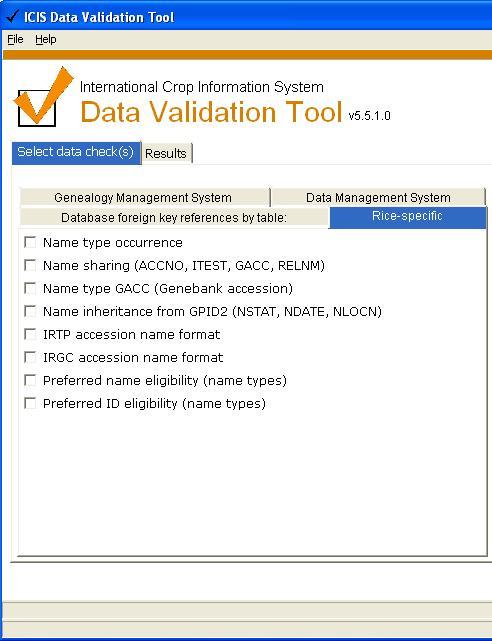 ICIS Data Validation Tool
File Help
International Crop Information System
Data Validation Tool v5.5.1.0
Select data check(s) Results
Genealogy Management System Data Management System
Database foreign key references by table: Rice-specific
Name type occurrence
Name sharing (ACCNO, ITEST, GACC, RELNM)
Name type GACC (Genebank accession)
Name inheritance from GPID2 (NSTAT, NDATE, NLOCN)
IRTP accession name format
IRGC accession name format
Preferred name eligibility (name types)
Preferred ID eligibility (name types)